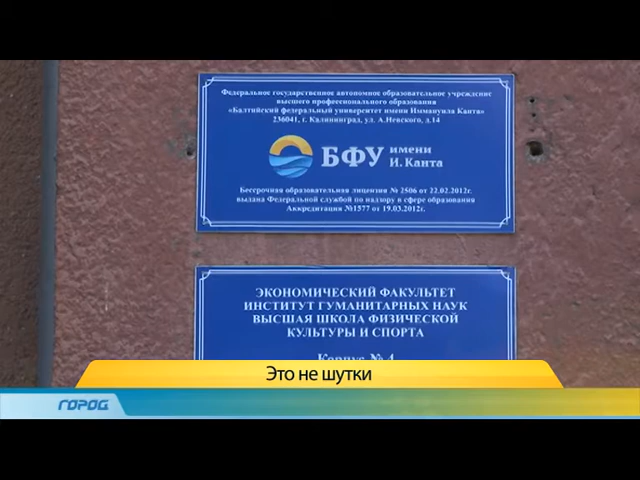 Федеральное государственное автономное образовательное учреждение
высшего профессионального образования
«Балтийский федеральный университет имени Иммануила Канта»
236041, г. Калининград, ул. А.Невского, д.14
БФУ имени
И. Канта
Бессрочная образовательная лицензия № 2506 от 22.02.2012г.
выдана Федеральной службой по надзору в сфере образования
Аккредитация №1577 от 19.03.2012г.
ЭКОНОМИЧЕСКИЙ ФАКУЛЬТЕТ
ИНСТИТУТ ГУМАНИТАРНЫХ НАУК
ВЫСШАЯ ШКОЛА ФИЗИЧЕСКОЙ
КУЛЬТУРЫ И СПОРТА
Корпус № 4
Это не шутки
ГОРОД